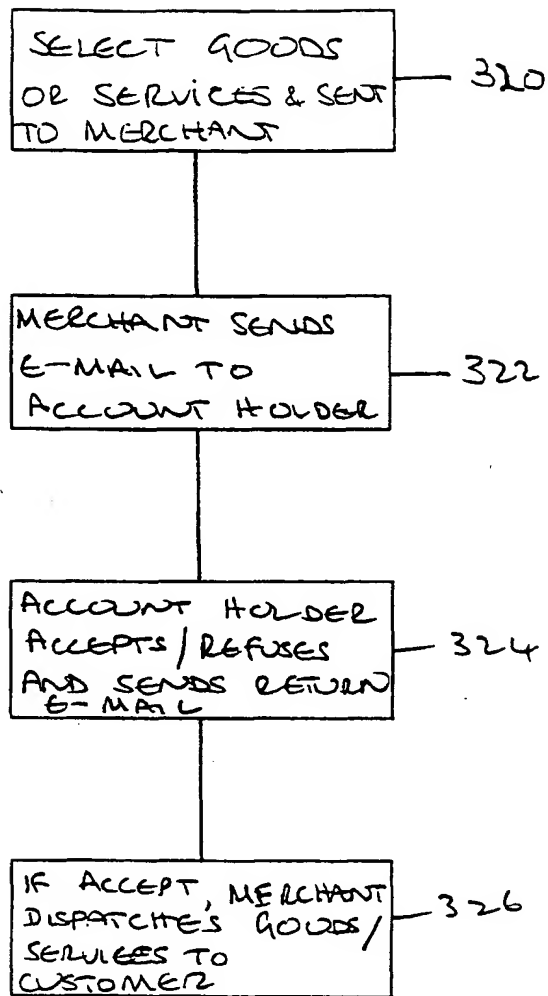 SELECT GOODS
OR SERVICES & SENT
TO MERCHANT
320
MERCHANT SENDS
E-MAIL TO
ACCOUNT HOLDER
322
ACCOUNT HOLDER
ACCEPTS/REFUSES
AND SENDS RETURN
E-MAIL
324
IF ACCEPT, MERCHANT
DISPATCHES GOODS/
SERVICES TO
CUSTOMER
326